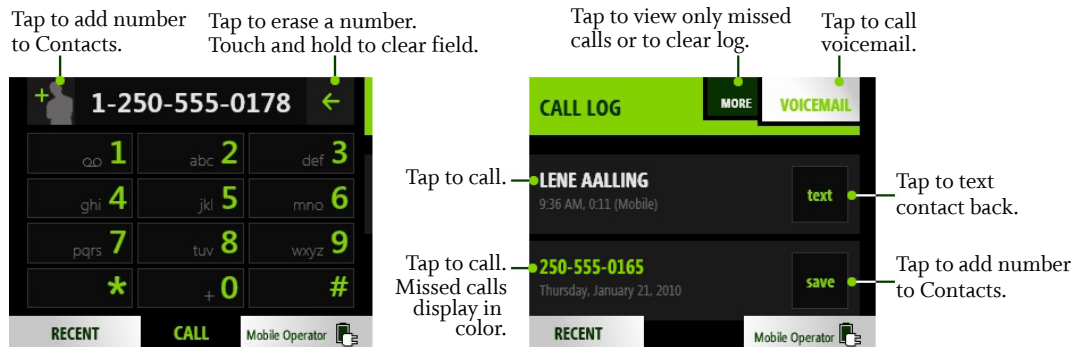 Tap to add number
to Contacts.
Tap to erase a number.
Touch and hold to clear field.
1-250-555-0178
1
abc 2
def 3
ghi 4
jkl 5
mno 6
pqrs 7
tuv 8
wxyz 9
*
+ 0
#
RECENT
CALL
Mobile Operator
Tap to view only missed
calls or to clear log.
Tap to call
voicemail.
CALL LOG
MORE
VOICEMAIL
Tap to call.
LENE AALLING
9:36 AM, 0:11 (Mobile)
text
Tap to text
contact back.
Tap to call.
Missed calls
display in
color.
250-555-0165
Thursday, January 21, 2010
save
Tap to add number
to Contacts.
RECENT
Mobile Operator